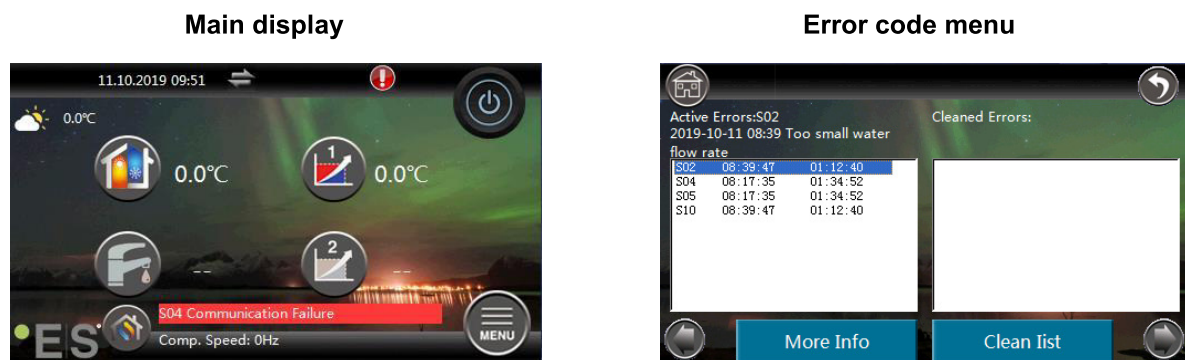 Main display
Error code menu
11.10.2019 09:51
0.0℃
0.0℃
1
0.0℃
--
2
--
S04 Communication Failure
Comp. Speed: 0Hz
ES
MENU
Active Errors:S02
2019-10-11 08:39 Too small water
flow rate
Cleaned Errors:
S02 08:39:47 01:12:40
S04 08:17:35 01:34:52
S05 08:17:35 01:34:52
S10 08:39:47 01:12:40
More Info
Clean Iist